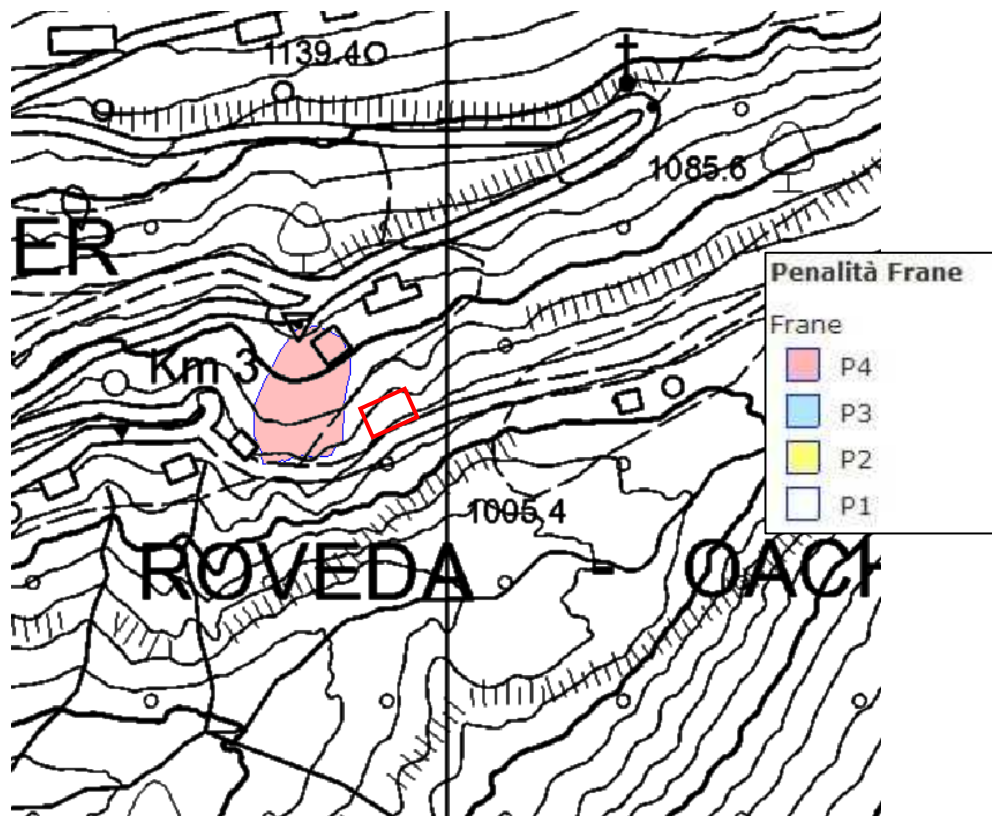 1139.4
1085.6
ER
Penalità Frane
Frane
P4
P3
P2
P1
Km 3
1005.4
ROVEDA - OACH